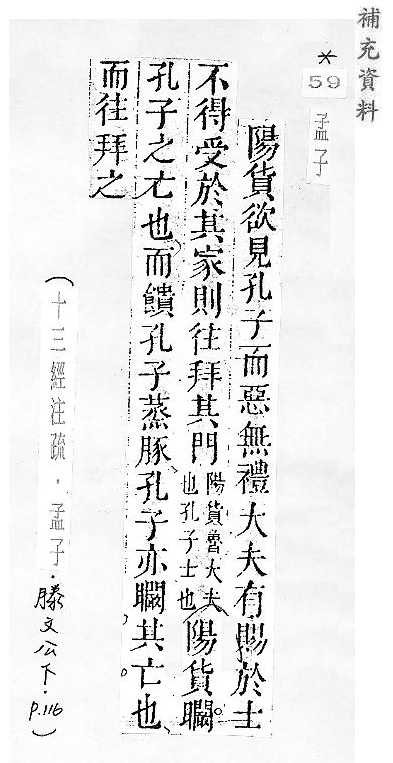 補充資料
*
59
孟子
陽貨欲見孔子而惡無禮大夫有賜於士
不得受於其家則往拜其門陽貨魯大夫也孔子士也陽貨矙
孔子之亡也而饋孔子蒸豚孔子亦矙其亡也
而往拜之
(十三經注疏·孟子·滕文公下·P.116)